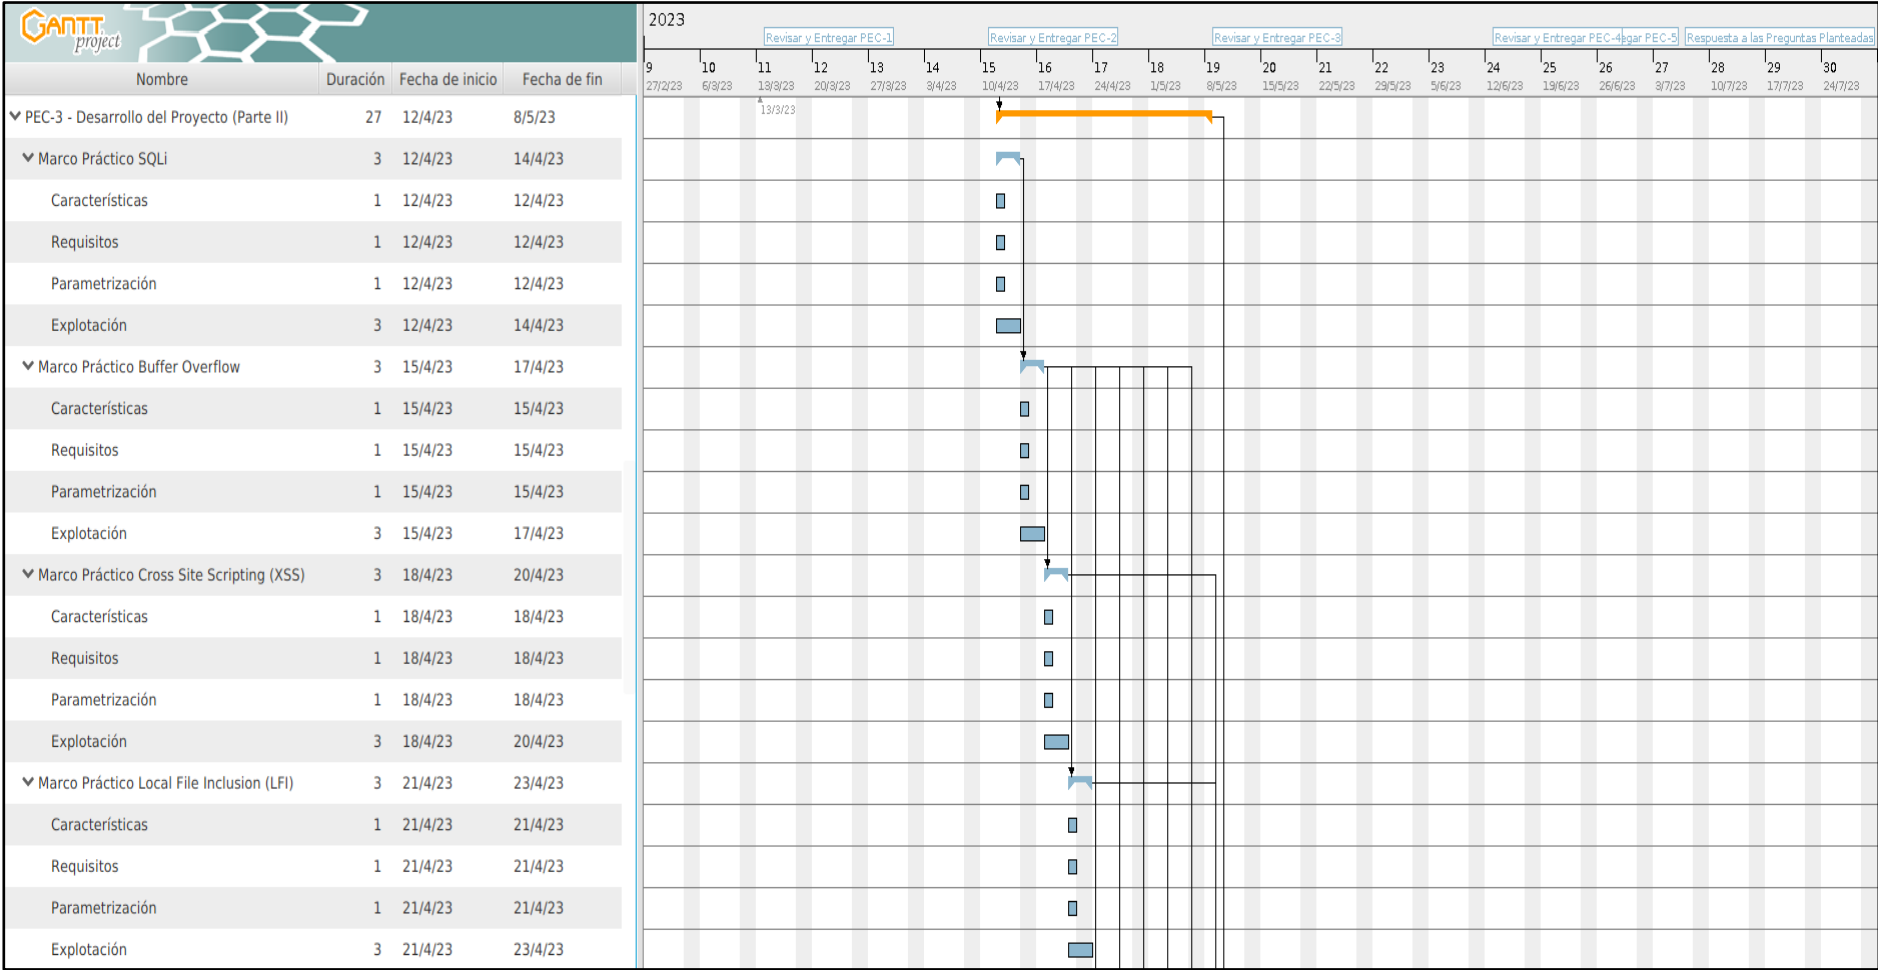 GANTT
project
2023
Revisar y Entregar PEC-1 Revisar y Entregar PEC-2 Revisar y Entregar PEC-3 Revisar y Entregar PEC-4 egar PEC-5 Respuesta a las Preguntas Planteadas
Nombre Duración Fecha de inicio Fecha de fin
9 10 11 12 13 14 15 16 17 18 19 20 21 22 23 24 25 26 27 28 29 30
27/2/23 6/3/23 13/3/23 20/3/23 27/3/23 3/4/23 10/4/23 17/4/23 24/4/23 1/5/23 8/5/23 15/5/23 22/5/23 29/5/23 5/6/23 12/6/23 19/6/23 26/6/23 3/7/23 10/7/23 17/7/23 24/7/23
13/3/23
PEC-3 - Desarrollo del Proyecto (Parte II) 27 12/4/23 8/5/23
Marco Práctico SQLi 3 12/4/23 14/4/23
Características 1 12/4/23 12/4/23
Requisitos 1 12/4/23 12/4/23
Parametrización 1 12/4/23 12/4/23
Explotación 3 12/4/23 14/4/23
Marco Práctico Buffer Overflow 3 15/4/23 17/4/23
Características 1 15/4/23 15/4/23
Requisitos 1 15/4/23 15/4/23
Parametrización 1 15/4/23 15/4/23
Explotación 3 15/4/23 17/4/23
Marco Práctico Cross Site Scripting (XSS) 3 18/4/23 20/4/23
Características 1 18/4/23 18/4/23
Requisitos 1 18/4/23 18/4/23
Parametrización 1 18/4/23 18/4/23
Explotación 3 18/4/23 20/4/23
Marco Práctico Local File Inclusion (LFI) 3 21/4/23 23/4/23
Características 1 21/4/23 21/4/23
Requisitos 1 21/4/23 21/4/23
Parametrización 1 21/4/23 21/4/23
Explotación 3 21/4/23 23/4/23